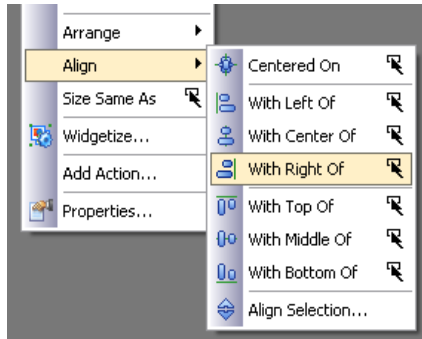 Arrange
Align
Size Same As
Widgetize...
Add Action...
Properties...
Centered On
With Left Of
With Center Of
With Right Of
With Top Of
With Middle Of
With Bottom Of
Align Selection...